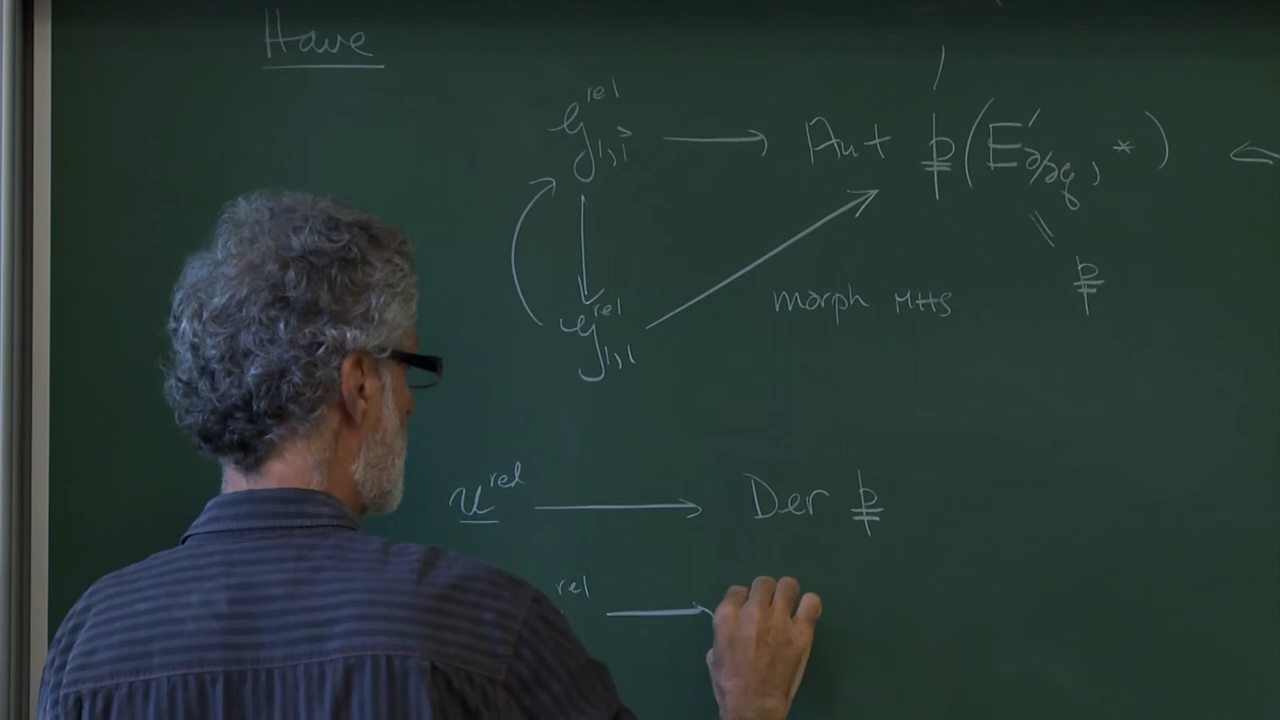 Have
𝒢^rel_{1,1⃗} ⟶ Aut 𝔭(E'_{∂/∂q}, *) ←
|| 𝔭
𝒢^rel_{1,1} morph MHS
u^rel ⟶ Der 𝔭
rel ⟶